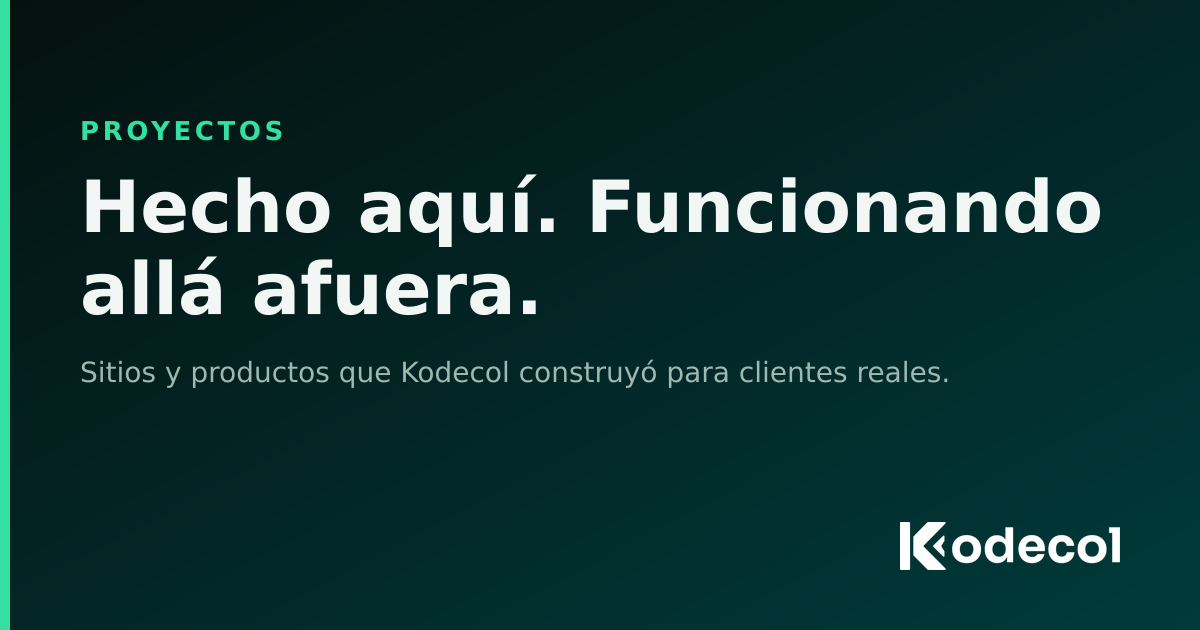 PROYECTOS
Hecho aquí. Funcionando
allá afuera.
Sitios y productos que Kodecol construyó para clientes reales.
Kodecol